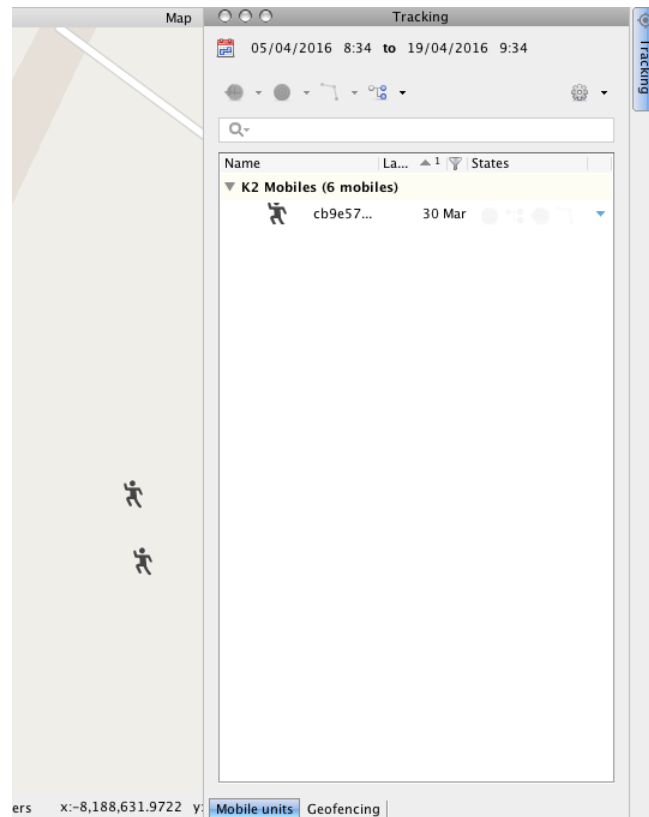 Map
Tracking
Tracking
05/04/2016 8:34 to 19/04/2016 9:34
Name La... 1 States
K2 Mobiles (6 mobiles)
cb9e57... 30 Mar
ers x:-8,188,631.9722 y:
Mobile units Geofencing